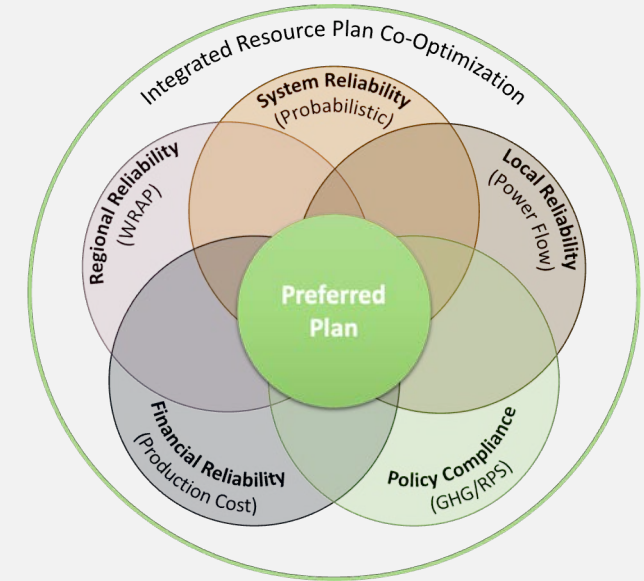 Integrated Resource Plan Co-Optimization
System Reliability
(Probabilistic)
Regional Reliability
(WRAP)
Local Reliability
(Power Flow)
Preferred
Plan
Financial Reliability
(Production Cost)
Policy Compliance
(GHG/RPS)